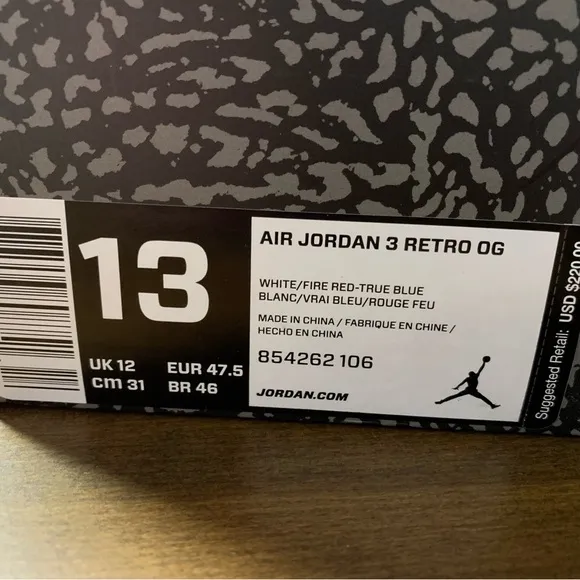 13
UK 12 EUR 47.5
cm 31 BR 46
AIR JORDAN 3 RETRO OG
WHITE/FIRE RED-TRUE BLUE
BLANC/VRAI BLEU/ROUGE FEU
MADE IN CHINA / FABRIQUE EN CHINE /
HECHO EN CHINA
854262 106
JORDAN.COM
Suggested Retail: USD $220.00